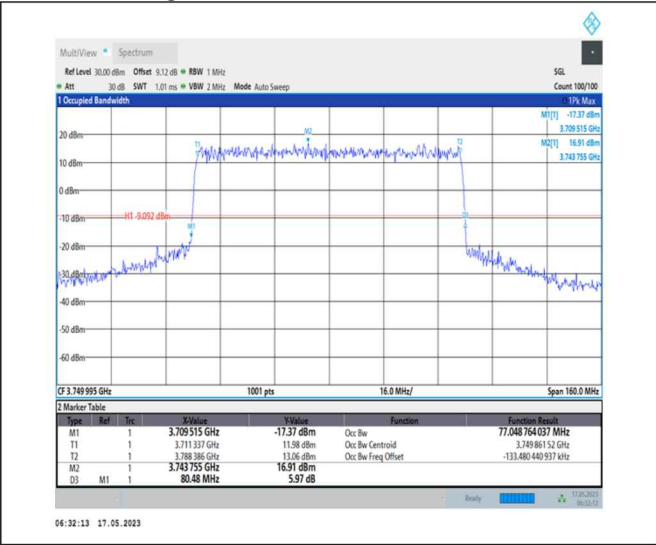 MultiView Spectrum
Ref Level 30.00 dBm Offset 9.12 dB RBW 1 MHz SGL
Att 30 dB SWT 1.01 ms VBW 2 MHz Mode Auto Sweep Count 100/100
1 Occupied Bandwidth 1Pk Max
M1[1] -17.37 dBm
3.709 515 GHz
M2[1] 16.91 dBm
3.743 755 GHz
M2
T1 T2
20 dBm
10 dBm
0 dBm
-10 dBm
H1 -9.092 dBm
D3
M1
-20 dBm
-30 dBm
-40 dBm
-50 dBm
-60 dBm
CF 3.749 995 GHz 1001 pts 16.0 MHz/ Span 160.0 MHz
2 Marker Table
Type Ref Trc X-Value Y-Value Function Function Result
M1 1 3.709 515 GHz -17.37 dBm Occ Bw 77.048 764 037 MHz
T1 1 3.711 337 GHz 11.98 dBm Occ Bw Centroid 3.749 861 52 GHz
T2 1 3.788 386 GHz 13.06 dBm Occ Bw Freq Offset -133.480 440 937 kHz
M2 1 3.743 755 GHz 16.91 dBm
D3 M1 1 80.48 MHz 5.97 dB
Ready 17.05.2023
06:32:12
06:32:13 17.05.2023